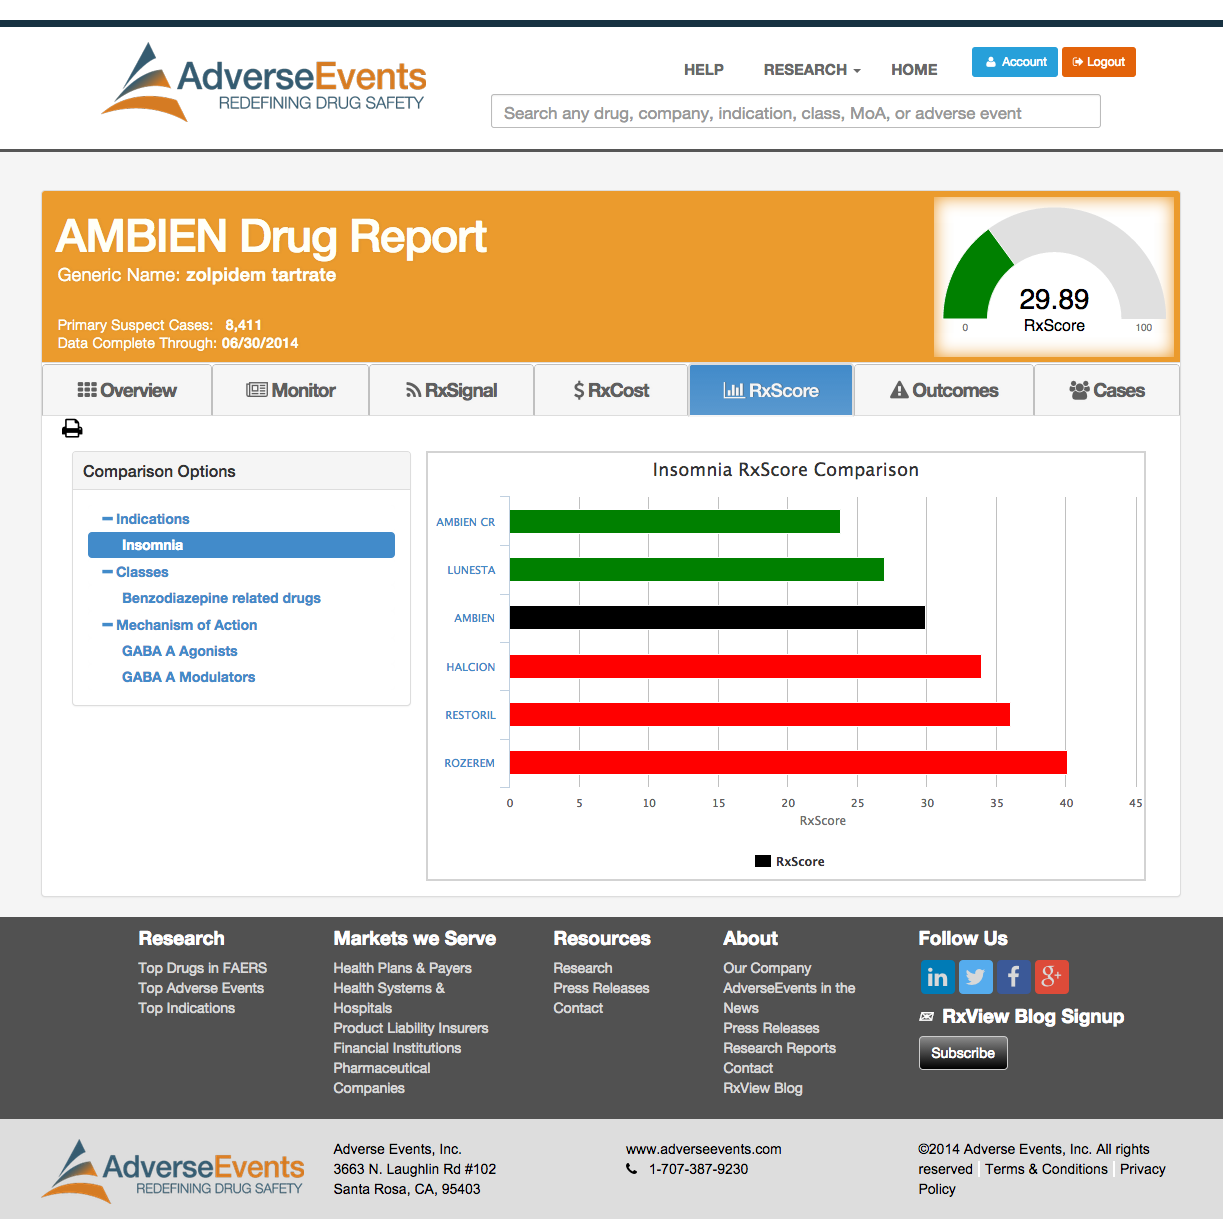 AdverseEvents
REDEFINING DRUG SAFETY
HELP
RESEARCH
HOME
Account
Logout
Search any drug, company, indication, class, MoA, or adverse event
AMBIEN Drug Report
Generic Name: zolpidem tartrate
Primary Suspect Cases: 8,411
Data Complete Through: 06/30/2014
29.89
RxScore
0
100
Overview
Monitor
RxSignal
$ RxCost
RxScore
Outcomes
Cases
Comparison Options
Indications
Insomnia
Classes
Benzodiazepine related drugs
Mechanism of Action
GABA A Agonists
GABA A Modulators
Insomnia RxScore Comparison
AMBIEN CR
LUNESTA
AMBIEN
HALCION
RESTORIL
ROZEREM
0 5 10 15 20 25 30 35 40 45
RxScore
RxScore
Research
Top Drugs in FAERS
Top Adverse Events
Top Indications
Markets we Serve
Health Plans & Payers
Health Systems &
Hospitals
Product Liability Insurers
Financial Institutions
Pharmaceutical
Companies
Resources
Research
Press Releases
Contact
About
Our Company
AdverseEvents in the
News
Press Releases
Research Reports
Contact
RxView Blog
Follow Us
in
f
g+
RxView Blog Signup
Subscribe
AdverseEvents
REDEFINING DRUG SAFETY
Adverse Events, Inc.
3663 N. Laughlin Rd #102
Santa Rosa, CA, 95403
www.adverseevents.com
1-707-387-9230
©2014 Adverse Events, Inc. All rights
reserved Terms & Conditions Privacy
Policy